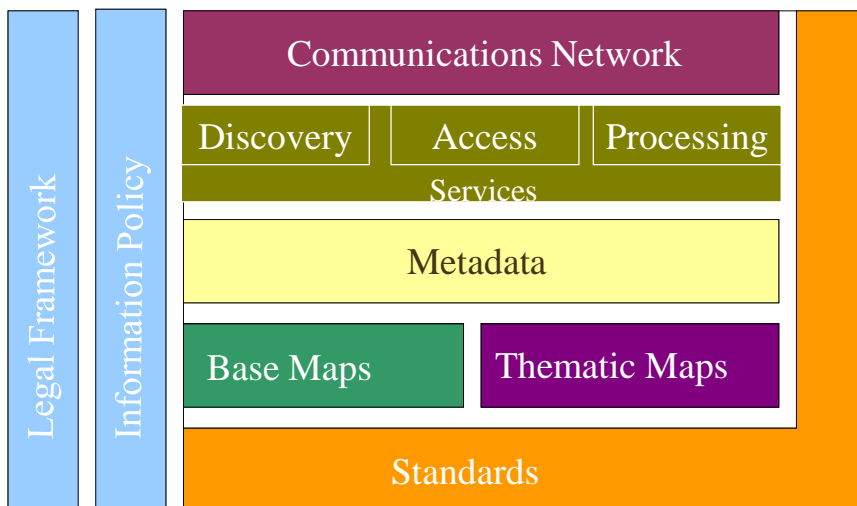 Legal Framework
Information Policy
Communications Network
Discovery
Access
Processing
Services
Metadata
Base Maps
Thematic Maps
Standards